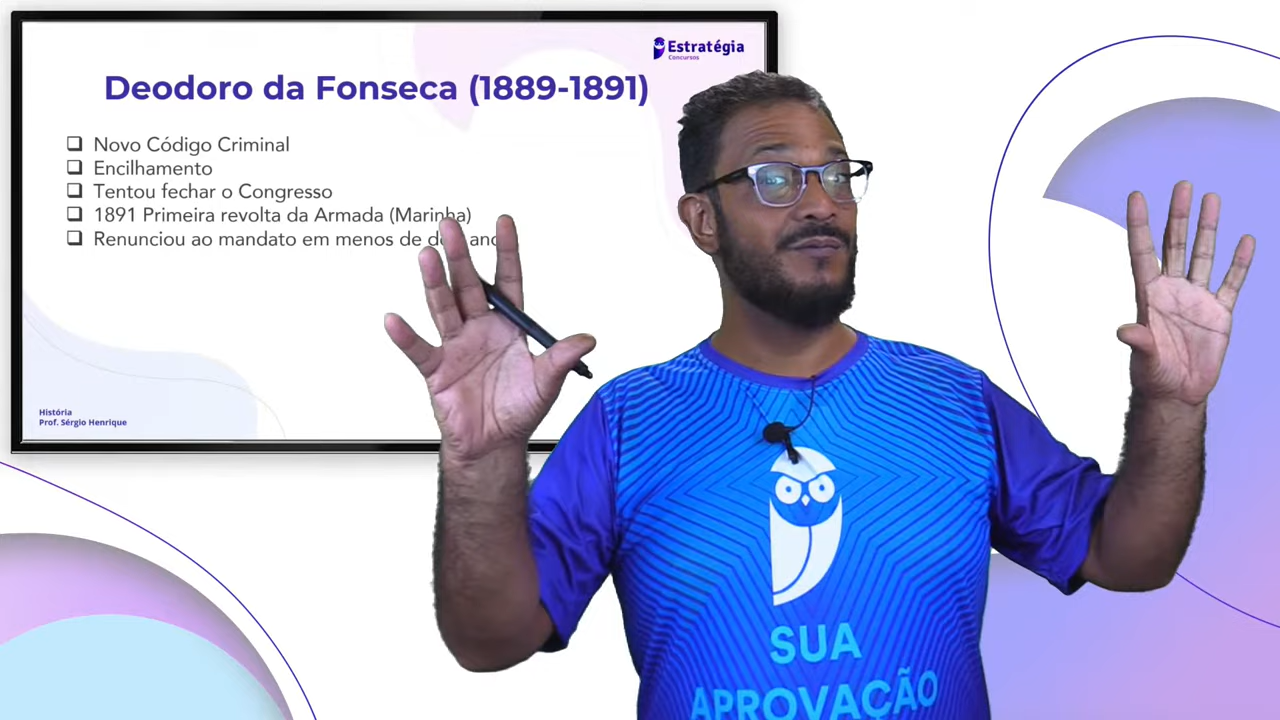 Estratégia
Concursos
Deodoro da Fonseca (1889-1891)
Novo Código Criminal
Encilhamento
Tentou fechar o Congresso
1891 Primeira revolta da Armada (Marinha)
Renunciou ao mandato em menos de
História
Prof. Sérgio Henrique
SUA
APROVAÇÃO